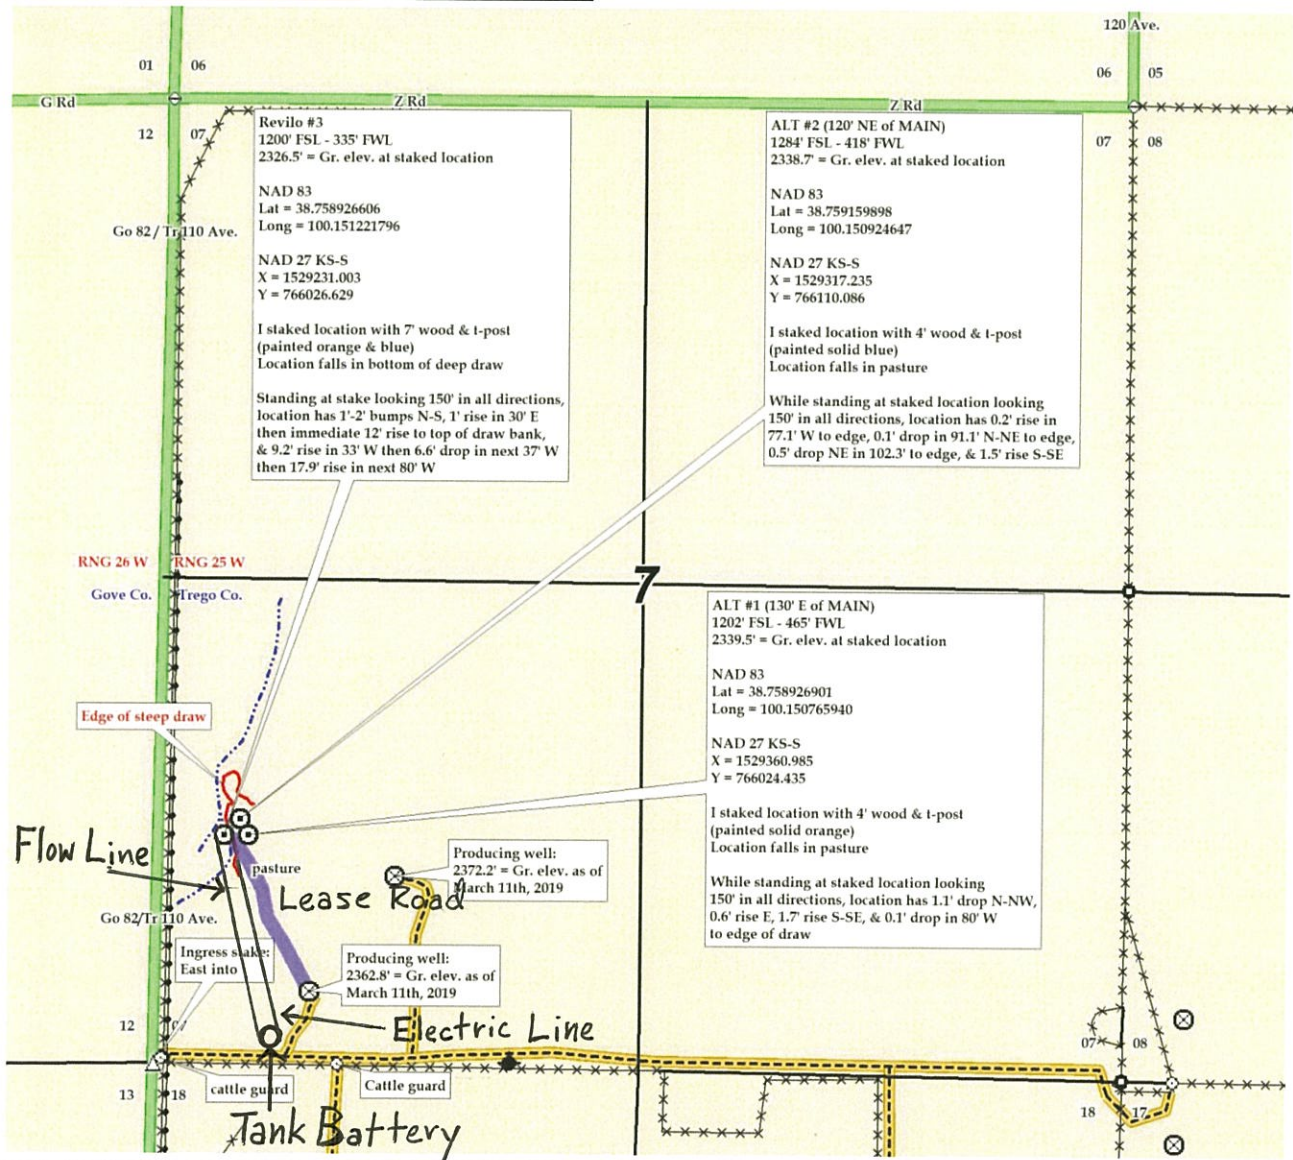 120 Ave.
01 06
06 05
G Rd
Z Rd
Z Rd
12 07
07 08
Revilo #3
1200' FSL - 335' FWL
2326.5' = Gr. elev. at staked location
NAD 83
Lat = 38.758926606
Long = 100.151221796
NAD 27 KS-S
X = 1529231.003
Y = 766026.629
I staked location with 7' wood & t-post
(painted orange & blue)
Location falls in bottom of deep draw
Standing at stake looking 150' in all directions,
location has 1'-2' bumps N-S, 1' rise in 30' E
then immediate 12' rise to top of draw bank,
& 9.2' rise in 33' W then 6.6' drop in next 37' W
then 17.9' rise in next 80' W
ALT #2 (120' NE of MAIN)
1284' FSL - 418' FWL
2338.7' = Gr. elev. at staked location
NAD 83
Lat = 38.759159898
Long = 100.150924647
NAD 27 KS-S
X = 1529317.235
Y = 766110.086
I staked location with 4' wood & t-post
(painted solid blue)
Location falls in pasture
While standing at staked location looking
150' in all directions, location has 0.2' rise in
77.1' W to edge, 0.1' drop in 91.1' N-NE to edge,
0.5' drop NE in 102.3' to edge, & 1.5' rise S-SE
Go 82 / Tr 110 Ave.
RNG 26 W RNG 25 W
Gove Co. Trego Co.
7
ALT #1 (130' E of MAIN)
1202' FSL - 465' FWL
2339.5' = Gr. elev. at staked location
NAD 83
Lat = 38.758926901
Long = 100.150765940
NAD 27 KS-S
X = 1529360.985
Y = 766024.435
I staked location with 4' wood & t-post
(painted solid orange)
Location falls in pasture
While standing at staked location looking
150' in all directions, location has 1.1' drop N-NW,
0.6' rise E, 1.7' rise S-SE, & 0.1' drop in 80' W
to edge of draw
Edge of steep draw
Flow Line
pasture
Lease Road
Producing well:
2372.2' = Gr. elev. as of
March 11th, 2019
Go 82/Tr 110 Ave.
Ingress stake:
East into
Producing well:
2362.8' = Gr. elev. as of
March 11th, 2019
Electric Line
12 07
07 08
cattle guard
Cattle guard
13 18
18 17
Tank Battery